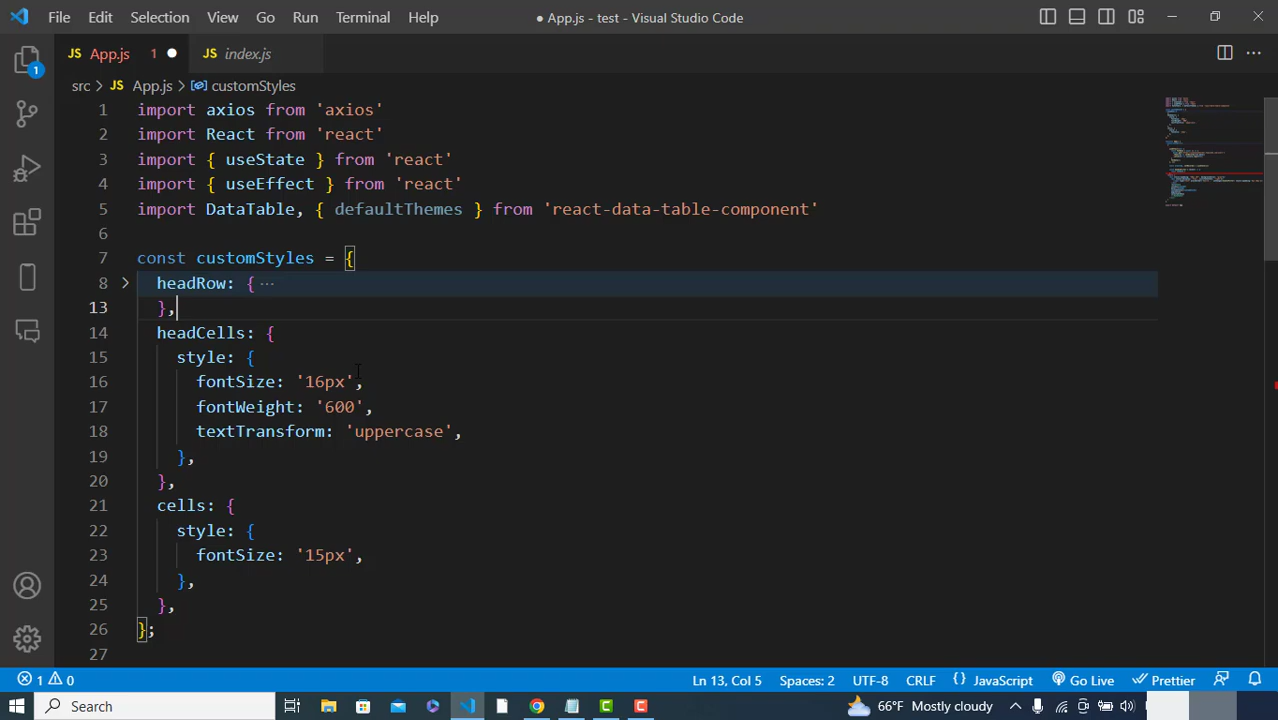 File Edit Selection View Go Run Terminal Help ● App.js - test - Visual Studio Code
JS App.js 1 ● JS index.js
1
src > JS App.js > customStyles
1 import axios from 'axios'
2 import React from 'react'
3 import { useState } from 'react'
4 import { useEffect } from 'react'
5 import DataTable, { defaultThemes } from 'react-data-table-component'
6
7 const customStyles = {
8 headRow: { ···
13 },
14 headCells: {
15 style: {
16 fontSize: '16px',
17 fontWeight: '600',
18 textTransform: 'uppercase',
19 },
20 },
21 cells: {
22 style: {
23 fontSize: '15px',
24 },
25 },
26 };
27
1 0 Ln 13, Col 5 Spaces: 2 UTF-8 CRLF {} JavaScript Go Live Prettier
Search 66°F Mostly cloudy